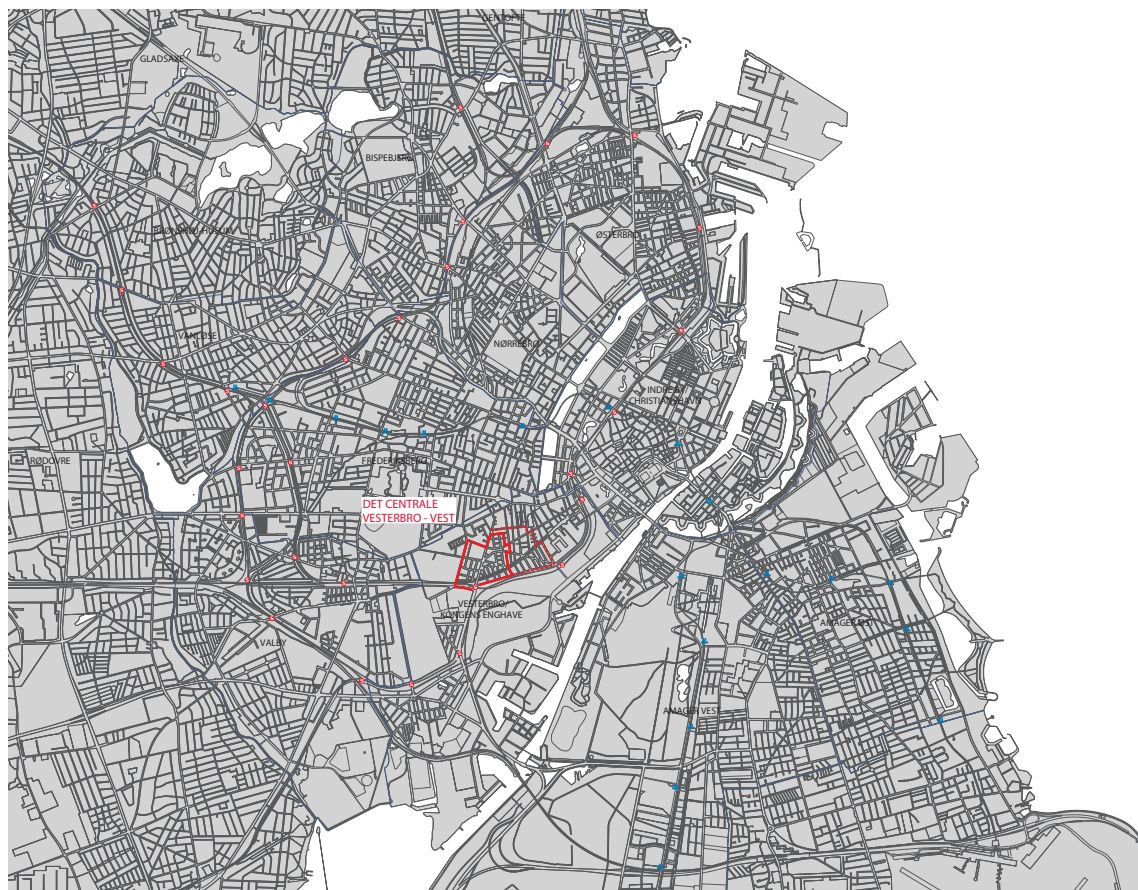 GENTOFTE
GLADSAXE
BISPEBJERG
BRØNSHØJ-HUSUM
ØSTERBRO
VANLØSE
NØRREBRO
INDRE BY
CHRISTIANSHAVN
RØDOVRE
FREDERIKSBERG
DET CENTRALE
VESTERBRO - VEST
VESTERBRO/
KONGENS ENGHAVE
VALBY
AMAGER ØST
AMAGER VEST